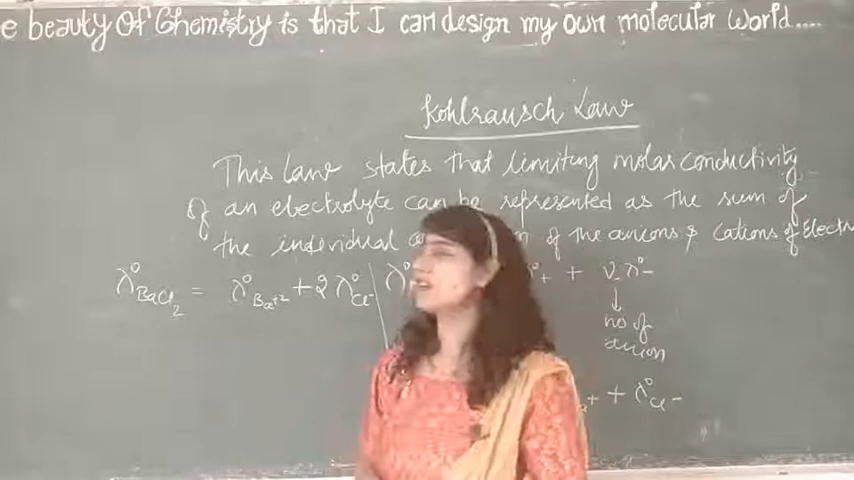 e beauty Of Chemistry is that I can design my own molecular world....
Kohlrausch Law
This law states that limiting molar conductivity
Of an electrolyte can be represented as the sum of
the individual of the anions & cations of Electr
λ°BaCl2 = λ°Ba+2 + 2 λ°Cl-
λ° + + ν- λ°-
no of
anion
+ + λ°Cl-